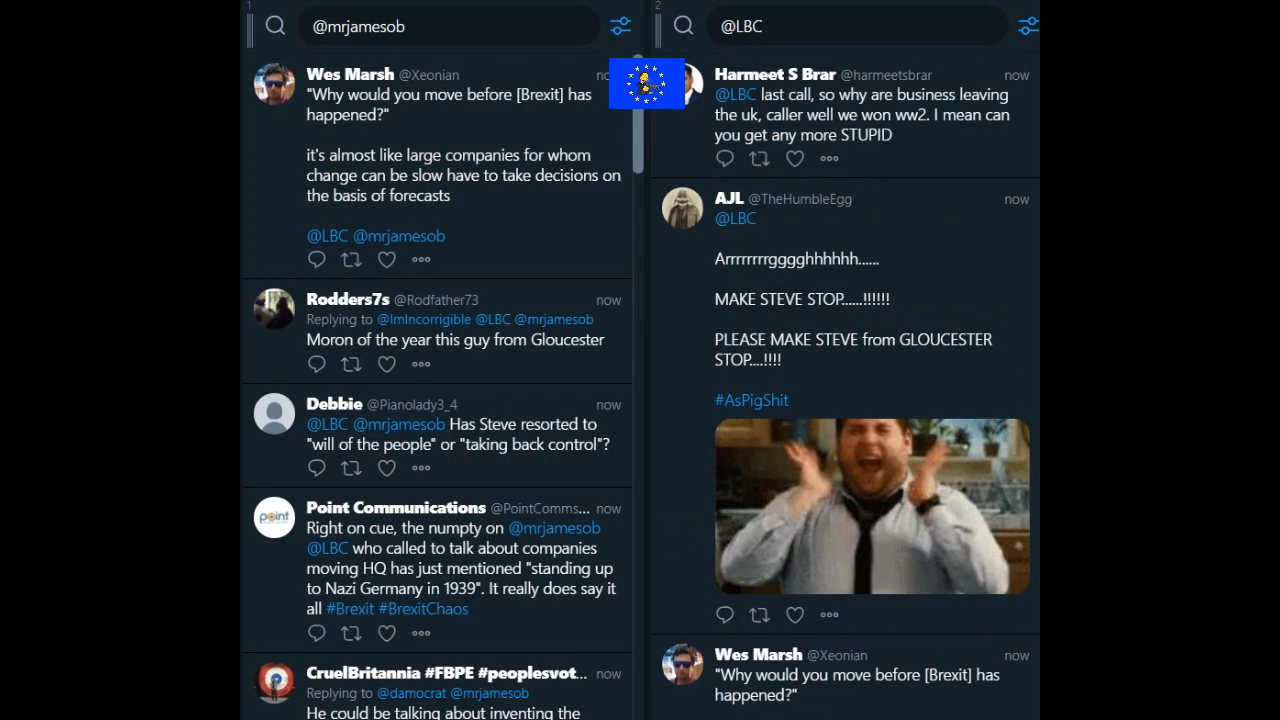 1
@mrjamesob
Wes Marsh @Xeonian
"Why would you move before [Brexit] has
happened?"
it's almost like large companies for whom
change can be slow have to take decisions on
the basis of forecasts
@LBC @mrjamesob
Rodders7s @Rodfather73 now
Replying to @ImIncorrigible @LBC @mrjamesob
Moron of the year this guy from Gloucester
Debbie @Pianolady3_4 now
@LBC @mrjamesob Has Steve resorted to
"will of the people" or "taking back control"?
Point Communications @PointComms... now
point
Right on cue, the numpty on @mrjamesob
@LBC who called to talk about companies
moving HQ has just mentioned "standing up
to Nazi Germany in 1939". It really does say it
all #Brexit #BrexitChaos
CruelBritannia #FBPE #peoplesvot... now
Replying to @damocrat @mrjamesob
He could be talking about inventing the
2
@LBC
Harmeet S Brar @harmeetsbrar now
@LBC last call, so why are business leaving
the uk, caller well we won ww2. I mean can
you get any more STUPID
AJL @TheHumbleEgg now
@LBC
Arrrrrrrrgggghhhhhh......
MAKE STEVE STOP......!!!!!!
PLEASE MAKE STEVE from GLOUCESTER
STOP....!!!!
#AsPigShit
Wes Marsh @Xeonian now
"Why would you move before [Brexit] has
happened?"